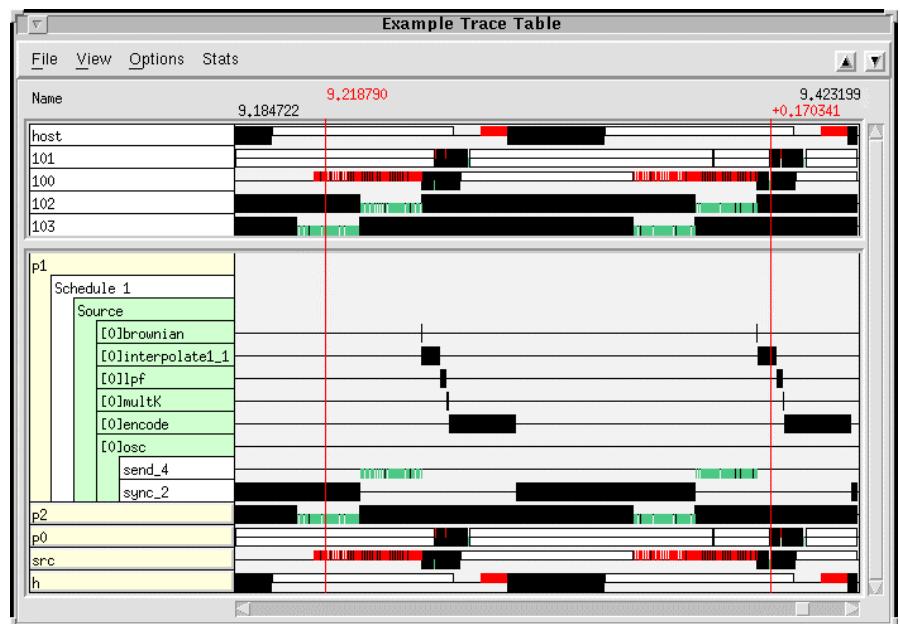 Example Trace Table
File View Options Stats
Name 9.184722 9.218790 9.423199
+0.170341
host
101
100
102
103
p1
Schedule 1
Source
[0]brownian
[0]interpolate1_1
[0]lpf
[0]multK
[0]encode
[0]osc
send_4
sync_2
p2
p0
src
h